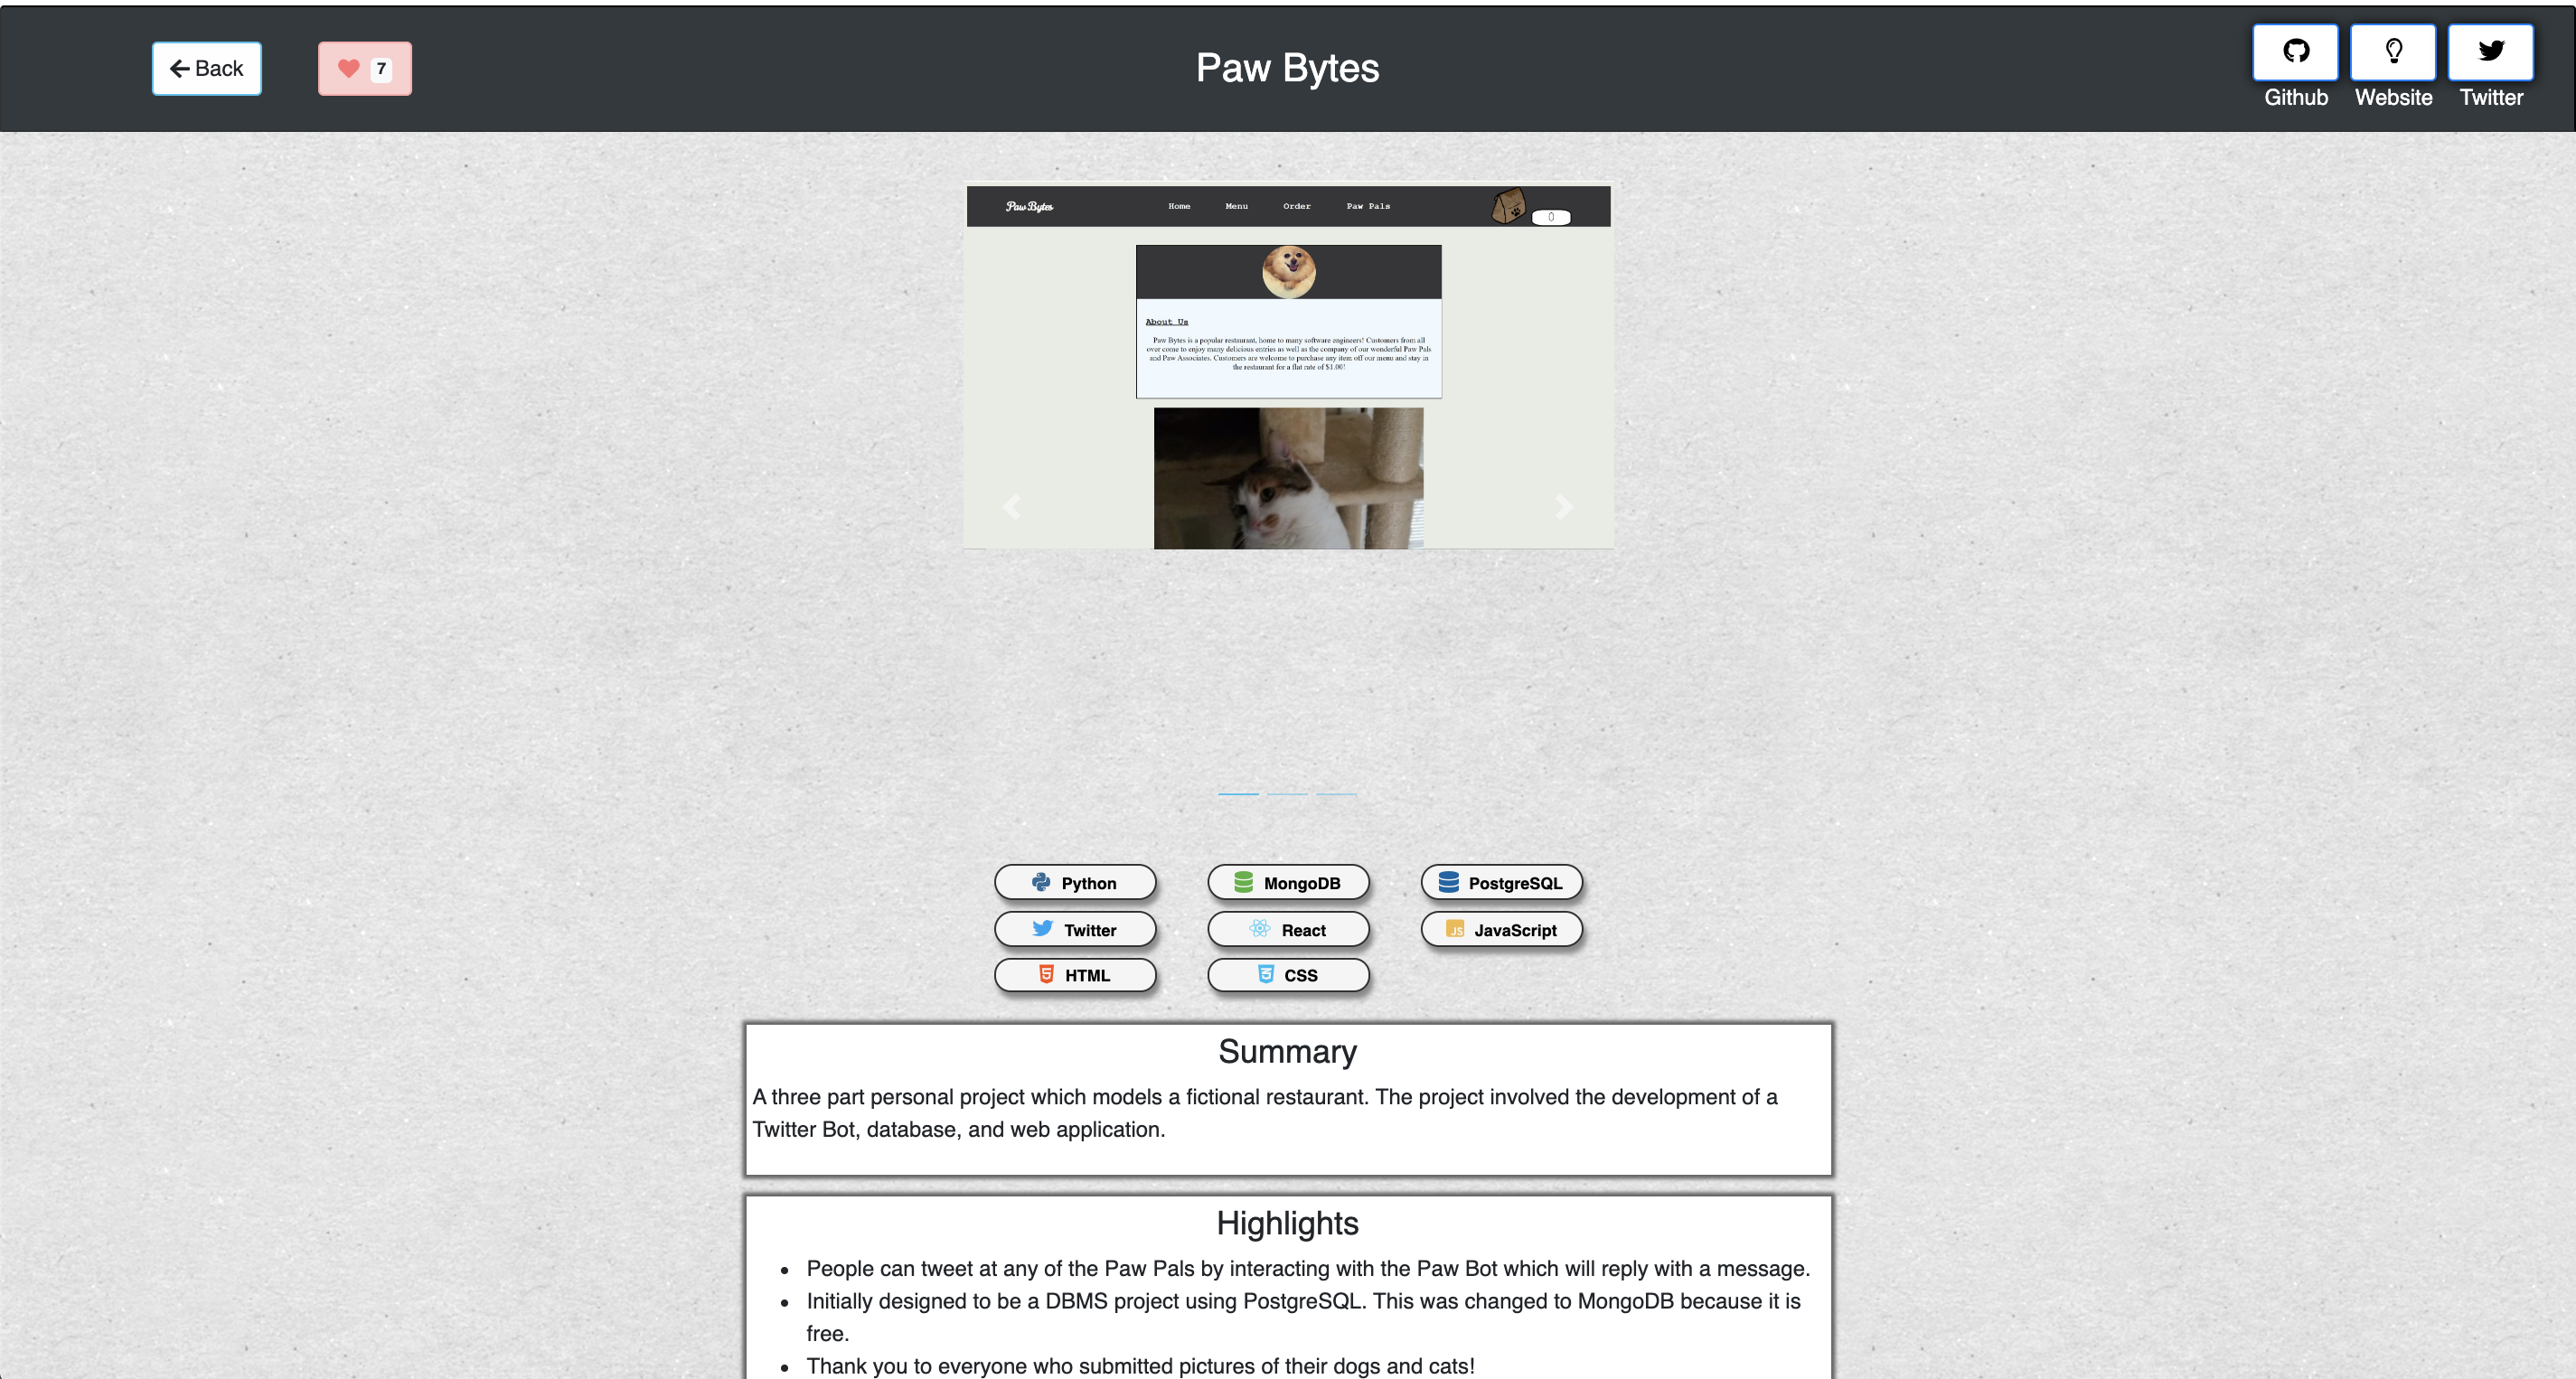 Back
7
Paw Bytes
Github
Website
Twitter
Paw Bytes
Home
Menu
Order
Paw Pals
0
About Us
Paw Bytes is a popular restaurant, home to many software engineers! Customers from all
over come to enjoy many delicious entries as well as the company of our wonderful Paw Pals
and Paw Associates. Customers are welcome to purchase any item off our menu and stay in
the restaurant for a flat rate of $1.00!
Python
MongoDB
PostgreSQL
Twitter
React
JS
JavaScript
5
HTML
3
CSS
Summary
A three part personal project which models a fictional restaurant. The project involved the development of a
Twitter Bot, database, and web application.
Highlights
• People can tweet at any of the Paw Pals by interacting with the Paw Bot which will reply with a message.
• Initially designed to be a DBMS project using PostgreSQL. This was changed to MongoDB because it is
free.
• Thank you to everyone who submitted pictures of their dogs and cats!